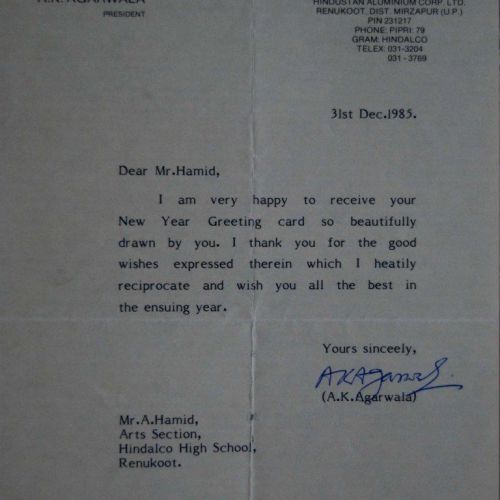 A.K. AGARWALA
PRESIDENT
HINDUSTAN ALUMINIUM CORP. LTD.
RENUKOOT, DIST. MIRZAPUR (U.P.)
PIN 231217
PHONE: PIPRI: 79
GRAM: HINDALCO
TELEX: 031-3204
031 - 3769
31st Dec.1985.
Dear Mr.Hamid,
I am very happy to receive your
New Year Greeting card so beautifully
drawn by you. I thank you for the good
wishes expressed therein which I heatily
reciprocate and wish you all the best in
the ensuing year.
Yours sinceely,
AKAgarwal
(A.K.Agarwala)
Mr.A.Hamid,
Arts Section,
Hindalco High School,
Renukoot.